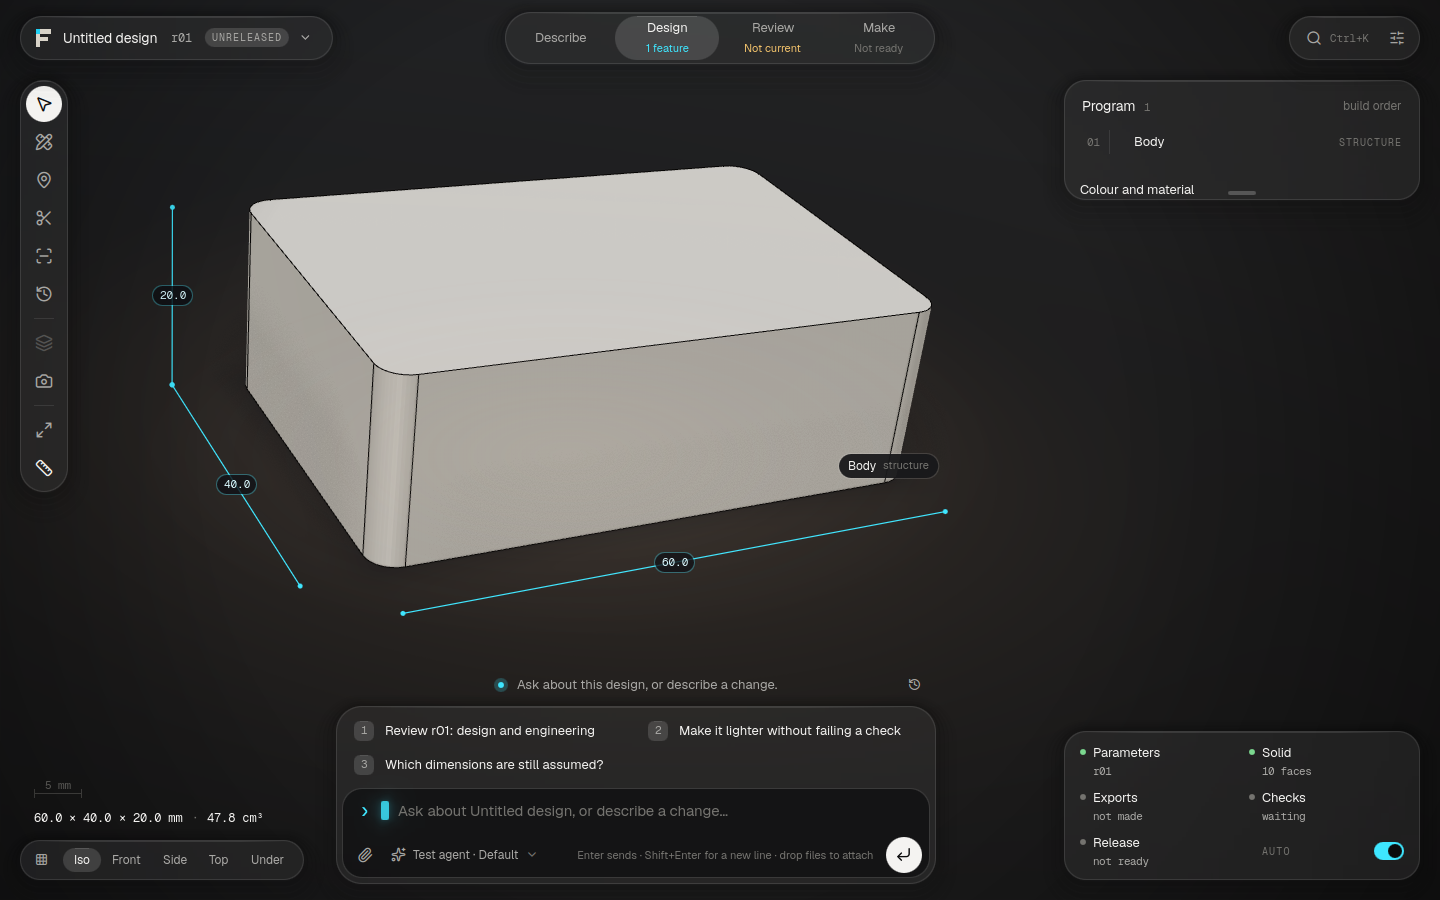 Untitled design r01 UNRELEASED
Describe
Design
1 feature
Review
Not current
Make
Not ready
Ctrl+K
Program 1 build order
01 Body STRUCTURE
Colour and material
20.0
40.0
60.0
Body structure
Ask about this design, or describe a change.
1 Review r01: design and engineering
2 Make it lighter without failing a check
3 Which dimensions are still assumed?
› Ask about Untitled design, or describe a change...
Test agent · Default
Enter sends · Shift+Enter for a new line · drop files to attach
5 mm
60.0 × 40.0 × 20.0 mm · 47.8 cm³
Iso Front Side Top Under
Parameters
r01
Solid
10 faces
Exports
not made
Checks
waiting
Release
not ready
AUTO